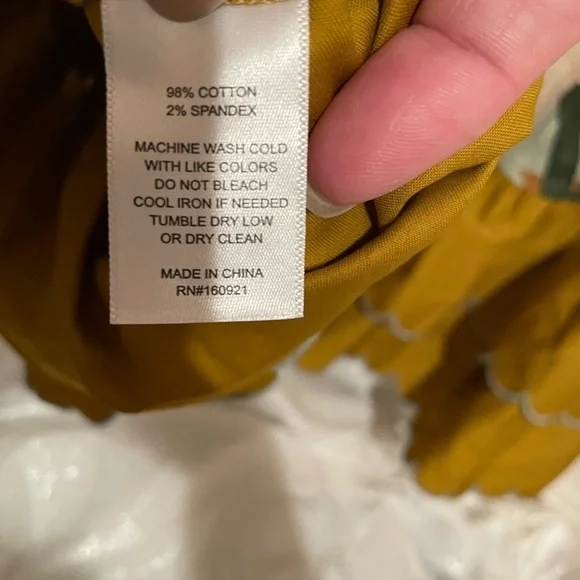 98% COTTON
2% SPANDEX
MACHINE WASH COLD
WITH LIKE COLORS
DO NOT BLEACH
COOL IRON IF NEEDED
TUMBLE DRY LOW
OR DRY CLEAN
MADE IN CHINA
RN#160921